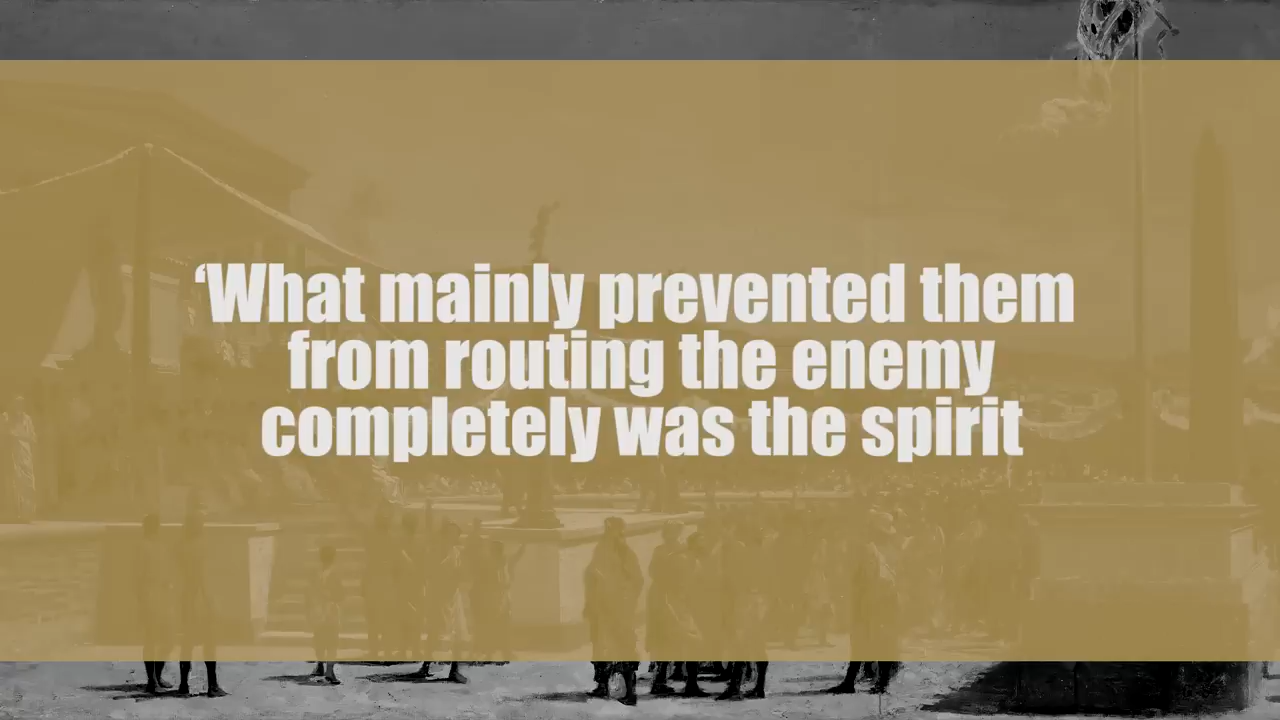 ‘What mainly prevented them
from routing the enemy
completely was the spirit